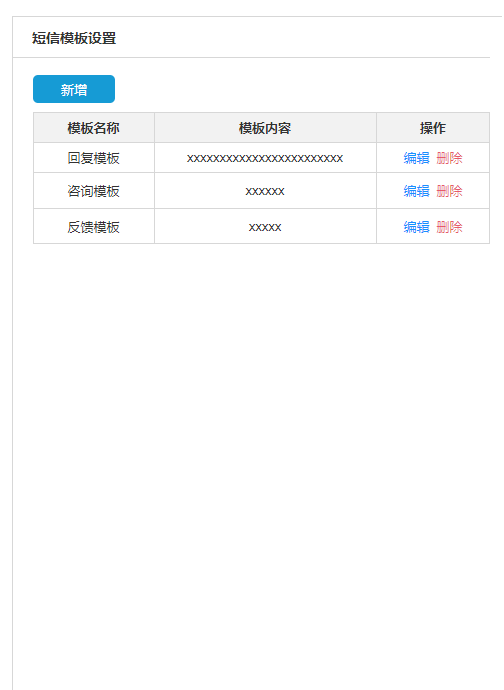 短信模板设置
新增
模板名称 模板内容 操作
回复模板 xxxxxxxxxxxxxxxxxxxxxxxx 编辑 删除
咨询模板 xxxxxx 编辑 删除
反馈模板 xxxxx 编辑 删除